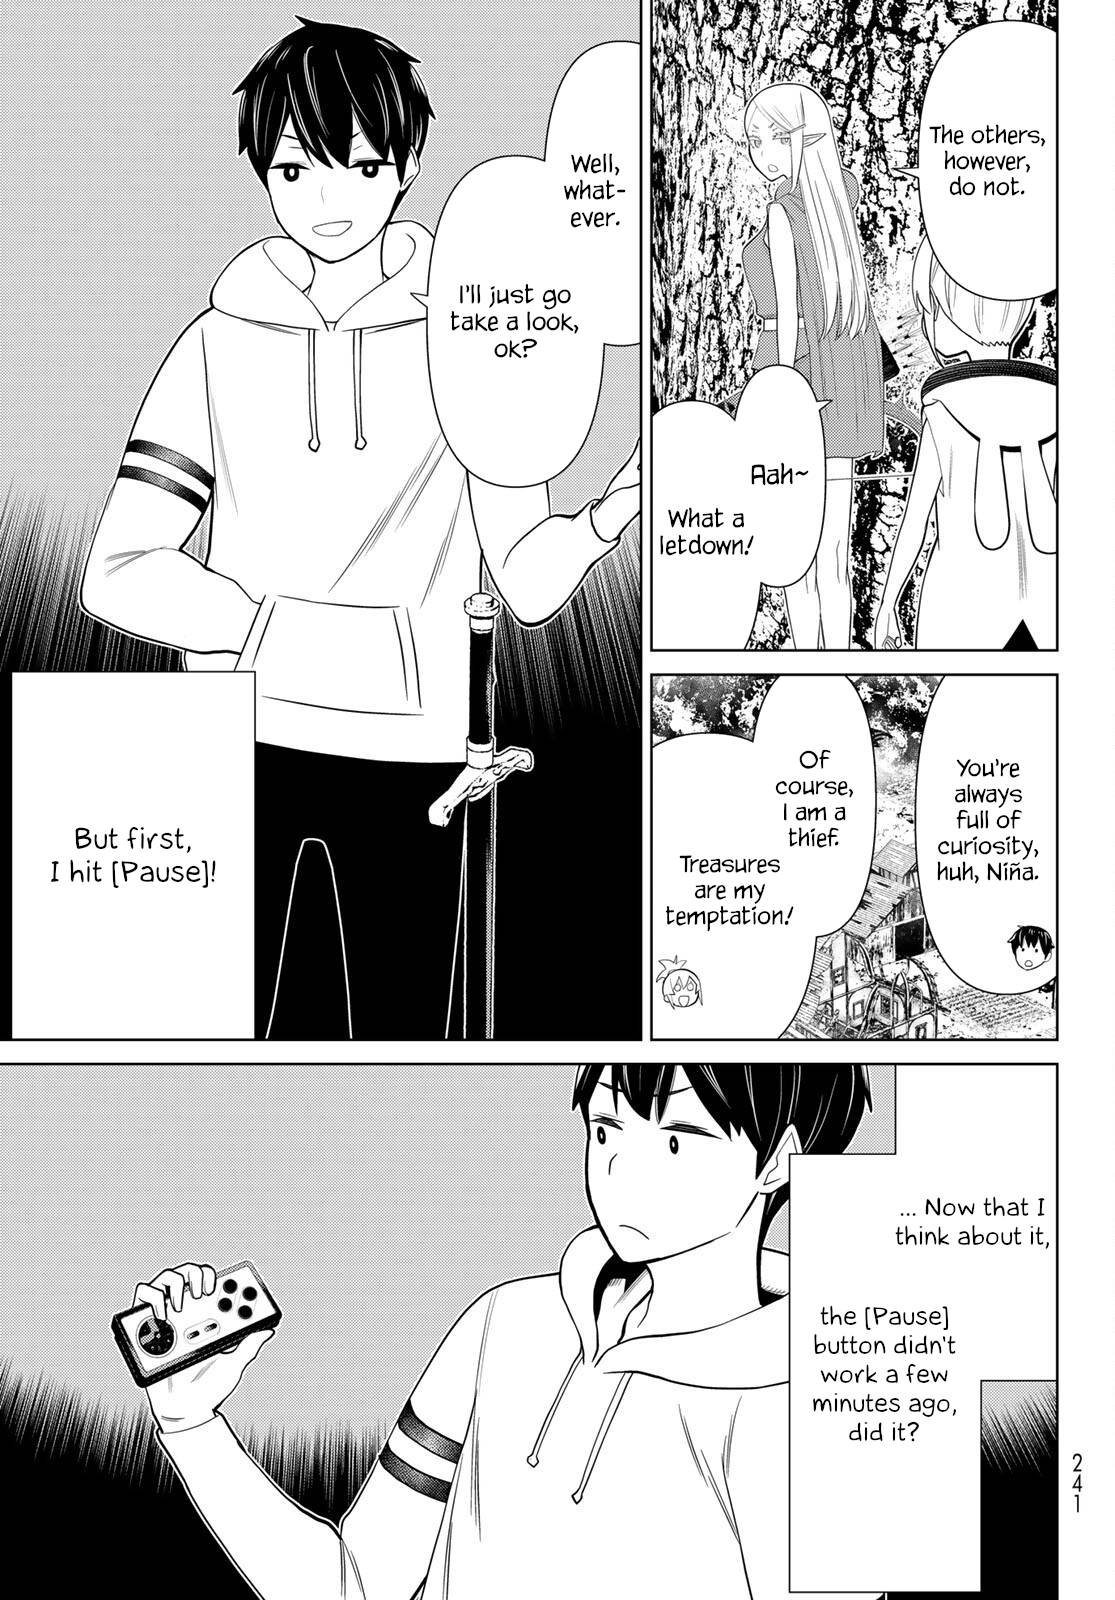 The others,
however,
do not.
Aah~
What a
letdown!
You're
always
full of
curiosity,
huh, Niña.
Of
course,
I am a
thief.
Treasures
are my
temptation!
Well,
what-
ever.
I'll just go
take a look,
ok?
But first,
I hit [Pause]!
... Now that I
think about it,
the [Pause]
button didn't
work a few
minutes ago,
did it?
241